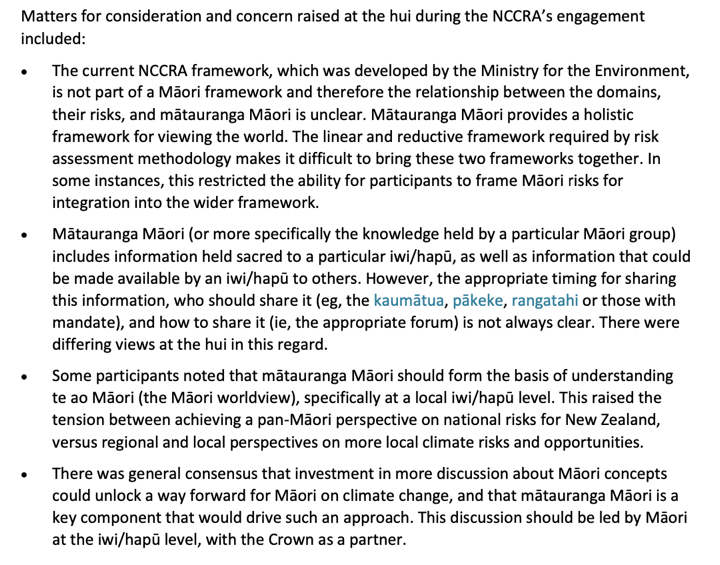 Matters for consideration and concern raised at the hui during the NCCRA’s engagement
included:
• The current NCCRA framework, which was developed by the Ministry for the Environment,
is not part of a Māori framework and therefore the relationship between the domains,
their risks, and mātauranga Māori is unclear. Mātauranga Māori provides a holistic
framework for viewing the world. The linear and reductive framework required by risk
assessment methodology makes it difficult to bring these two frameworks together. In
some instances, this restricted the ability for participants to frame Māori risks for
integration into the wider framework.
• Mātauranga Māori (or more specifically the knowledge held by a particular Māori group)
includes information held sacred to a particular iwi/hapū, as well as information that could
be made available by an iwi/hapū to others. However, the appropriate timing for sharing
this information, who should share it (eg, the kaumātua, pākeke, rangatahi or those with
mandate), and how to share it (ie, the appropriate forum) is not always clear. There were
differing views at the hui in this regard.
• Some participants noted that mātauranga Māori should form the basis of understanding
te ao Māori (the Māori worldview), specifically at a local iwi/hapū level. This raised the
tension between achieving a pan-Māori perspective on national risks for New Zealand,
versus regional and local perspectives on more local climate risks and opportunities.
• There was general consensus that investment in more discussion about Māori concepts
could unlock a way forward for Māori on climate change, and that mātauranga Māori is a
key component that would drive such an approach. This discussion should be led by Māori
at the iwi/hapū level, with the Crown as a partner.